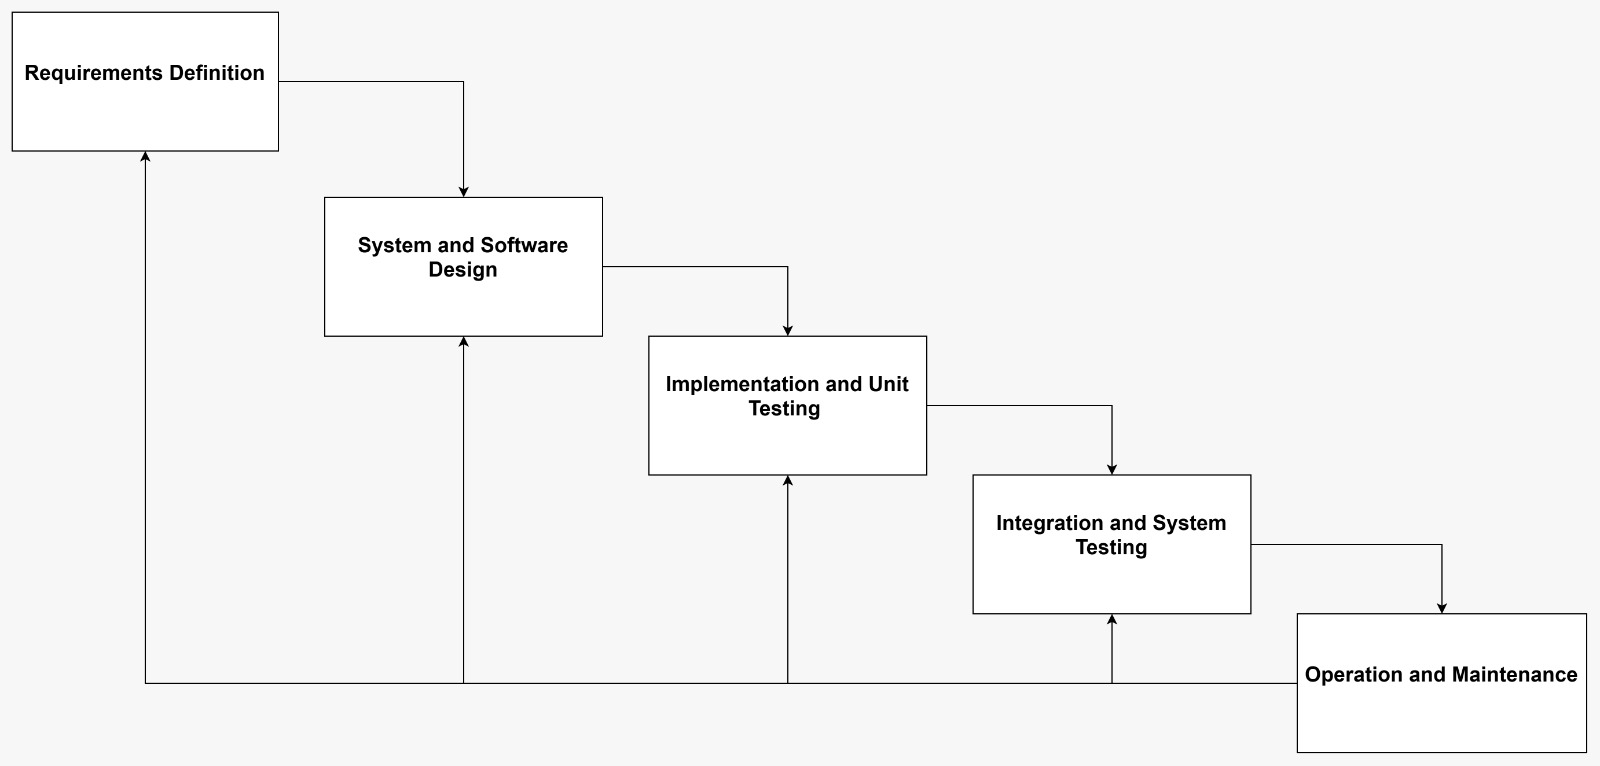 Requirements Definition
System and Software
Design
Implementation and Unit
Testing
Integration and System
Testing
Operation and Maintenance